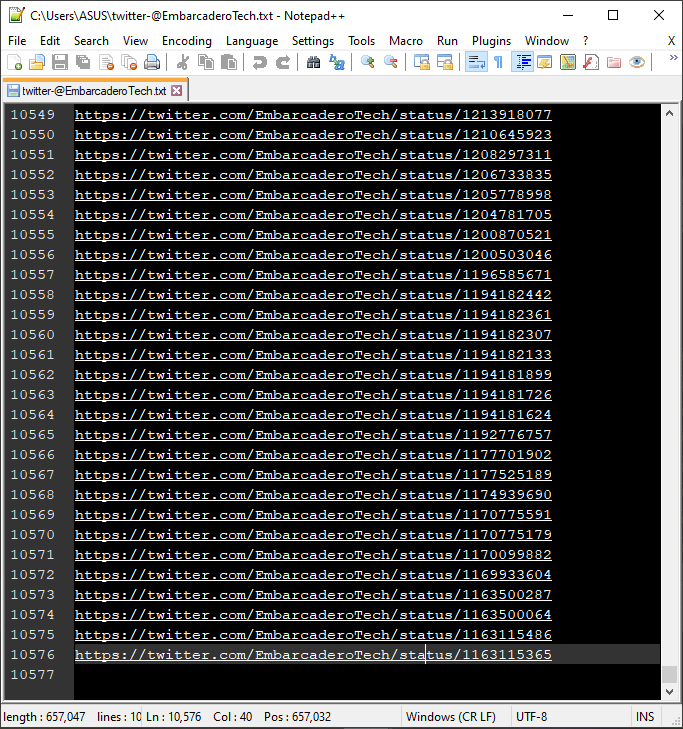 C:\Users\ASUS\twitter-@EmbarcaderoTech.txt - Notepad++
File Edit Search View Encoding Language Settings Tools Macro Run Plugins Window ? X
twitter-@EmbarcaderoTech.txt
10549 https://twitter.com/EmbarcaderoTech/status/1213918077
10550 https://twitter.com/EmbarcaderoTech/status/1210645923
10551 https://twitter.com/EmbarcaderoTech/status/1208297311
10552 https://twitter.com/EmbarcaderoTech/status/1206733835
10553 https://twitter.com/EmbarcaderoTech/status/1205778998
10554 https://twitter.com/EmbarcaderoTech/status/1204781705
10555 https://twitter.com/EmbarcaderoTech/status/1200870521
10556 https://twitter.com/EmbarcaderoTech/status/1200503046
10557 https://twitter.com/EmbarcaderoTech/status/1196585671
10558 https://twitter.com/EmbarcaderoTech/status/1194182442
10559 https://twitter.com/EmbarcaderoTech/status/1194182361
10560 https://twitter.com/EmbarcaderoTech/status/1194182307
10561 https://twitter.com/EmbarcaderoTech/status/1194182133
10562 https://twitter.com/EmbarcaderoTech/status/1194181899
10563 https://twitter.com/EmbarcaderoTech/status/1194181726
10564 https://twitter.com/EmbarcaderoTech/status/1194181624
10565 https://twitter.com/EmbarcaderoTech/status/1192776757
10566 https://twitter.com/EmbarcaderoTech/status/1177701902
10567 https://twitter.com/EmbarcaderoTech/status/1177525189
10568 https://twitter.com/EmbarcaderoTech/status/1174939690
10569 https://twitter.com/EmbarcaderoTech/status/1170775591
10570 https://twitter.com/EmbarcaderoTech/status/1170775179
10571 https://twitter.com/EmbarcaderoTech/status/1170099882
10572 https://twitter.com/EmbarcaderoTech/status/1169933604
10573 https://twitter.com/EmbarcaderoTech/status/1163500287
10574 https://twitter.com/EmbarcaderoTech/status/1163500064
10575 https://twitter.com/EmbarcaderoTech/status/1163115486
10576 https://twitter.com/EmbarcaderoTech/status/1163115365
10577
length : 657,047 lines : 10 Ln : 10,576 Col : 40 Pos : 657,032 Windows (CR LF) UTF-8 INS